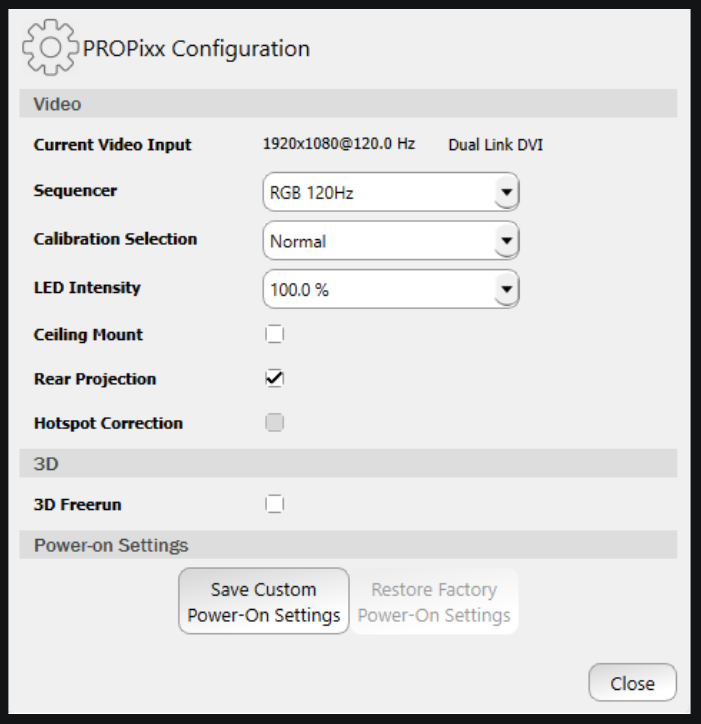 PROPixx Configuration
Video
Current Video Input 1920x1080@120.0 Hz Dual Link DVI
Sequencer RGB 120Hz
Calibration Selection Normal
LED Intensity 100.0 %
Ceiling Mount
Rear Projection
Hotspot Correction
3D
3D Freerun
Power-on Settings
Save Custom Restore Factory
Power-On Settings Power-On Settings
Close